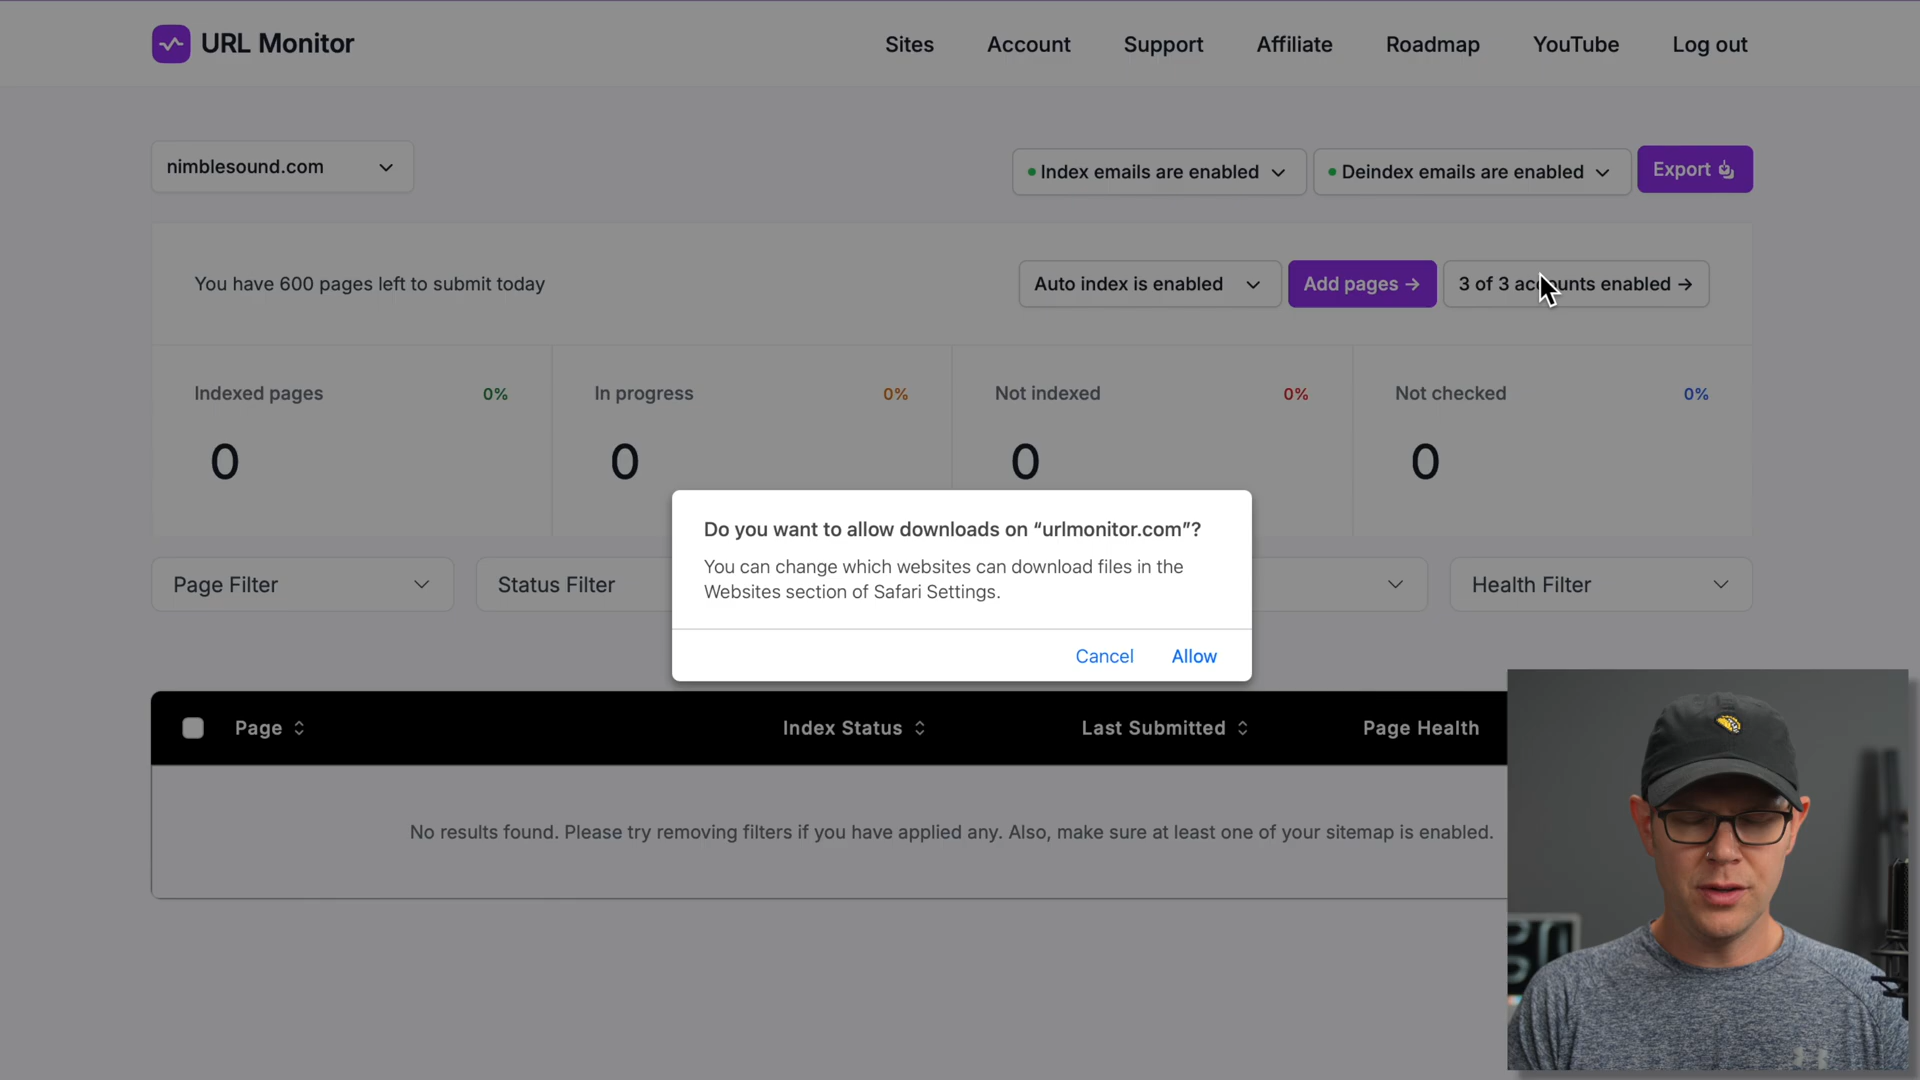 URL Monitor
Sites
Account
Support
Affiliate
Roadmap
YouTube
Log out
nimblesound.com
Index emails are enabled
Deindex emails are enabled
Export
You have 600 pages left to submit today
Auto index is enabled
Add pages →
3 of 3 accounts enabled →
Indexed pages
0%
In progress
0%
Not indexed
0%
Not checked
0%
0
0
0
0
Do you want to allow downloads on “urlmonitor.com”?
You can change which websites can download files in the
Websites section of Safari Settings.
Cancel
Allow
Page Filter
Status Filter
Health Filter
Page
Index Status
Last Submitted
Page Health
No results found. Please try removing filters if you have applied any. Also, make sure at least one of your sitemap is enabled.